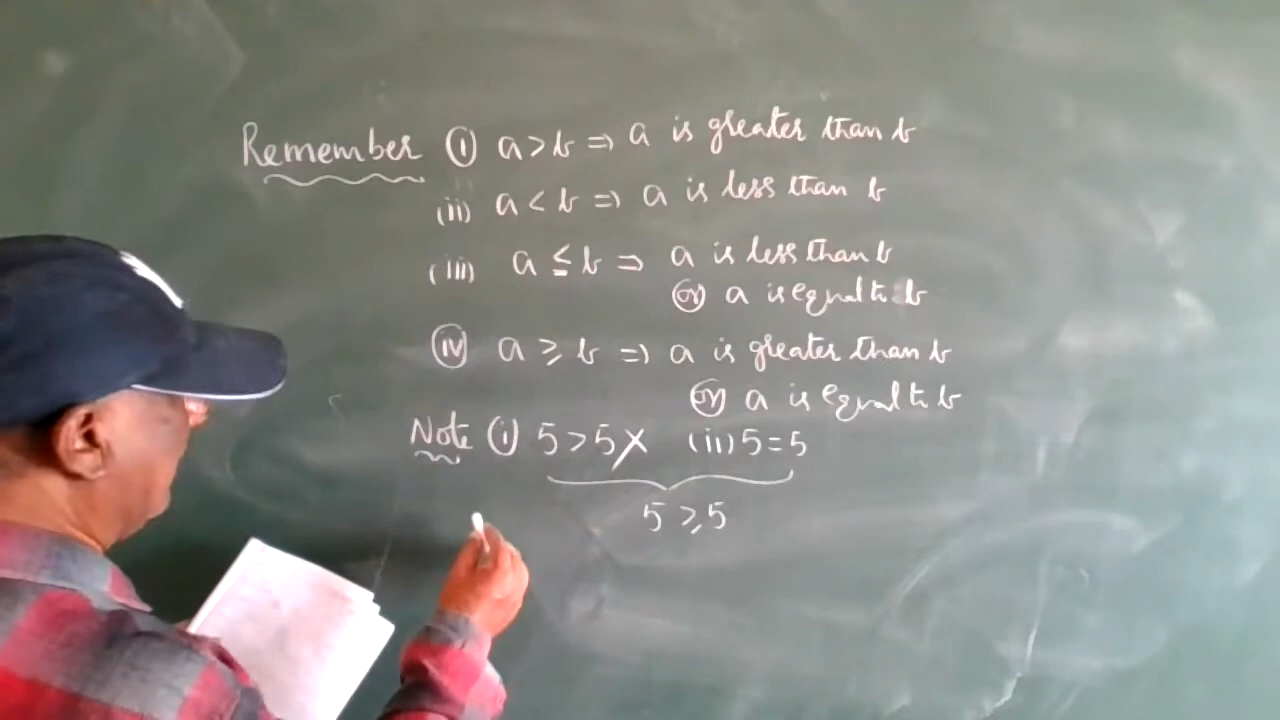 Remember (i) a > b ⇒ a is greater than b
(ii) a < b ⇒ a is less than b
(iii) a ≤ b ⇒ a is less than b
(or) a is equal to b
(iv) a ≥ b ⇒ a is greater than b
(or) a is equal to b
Note (i) 5 > 5 X (ii) 5 = 5
5 ≥ 5